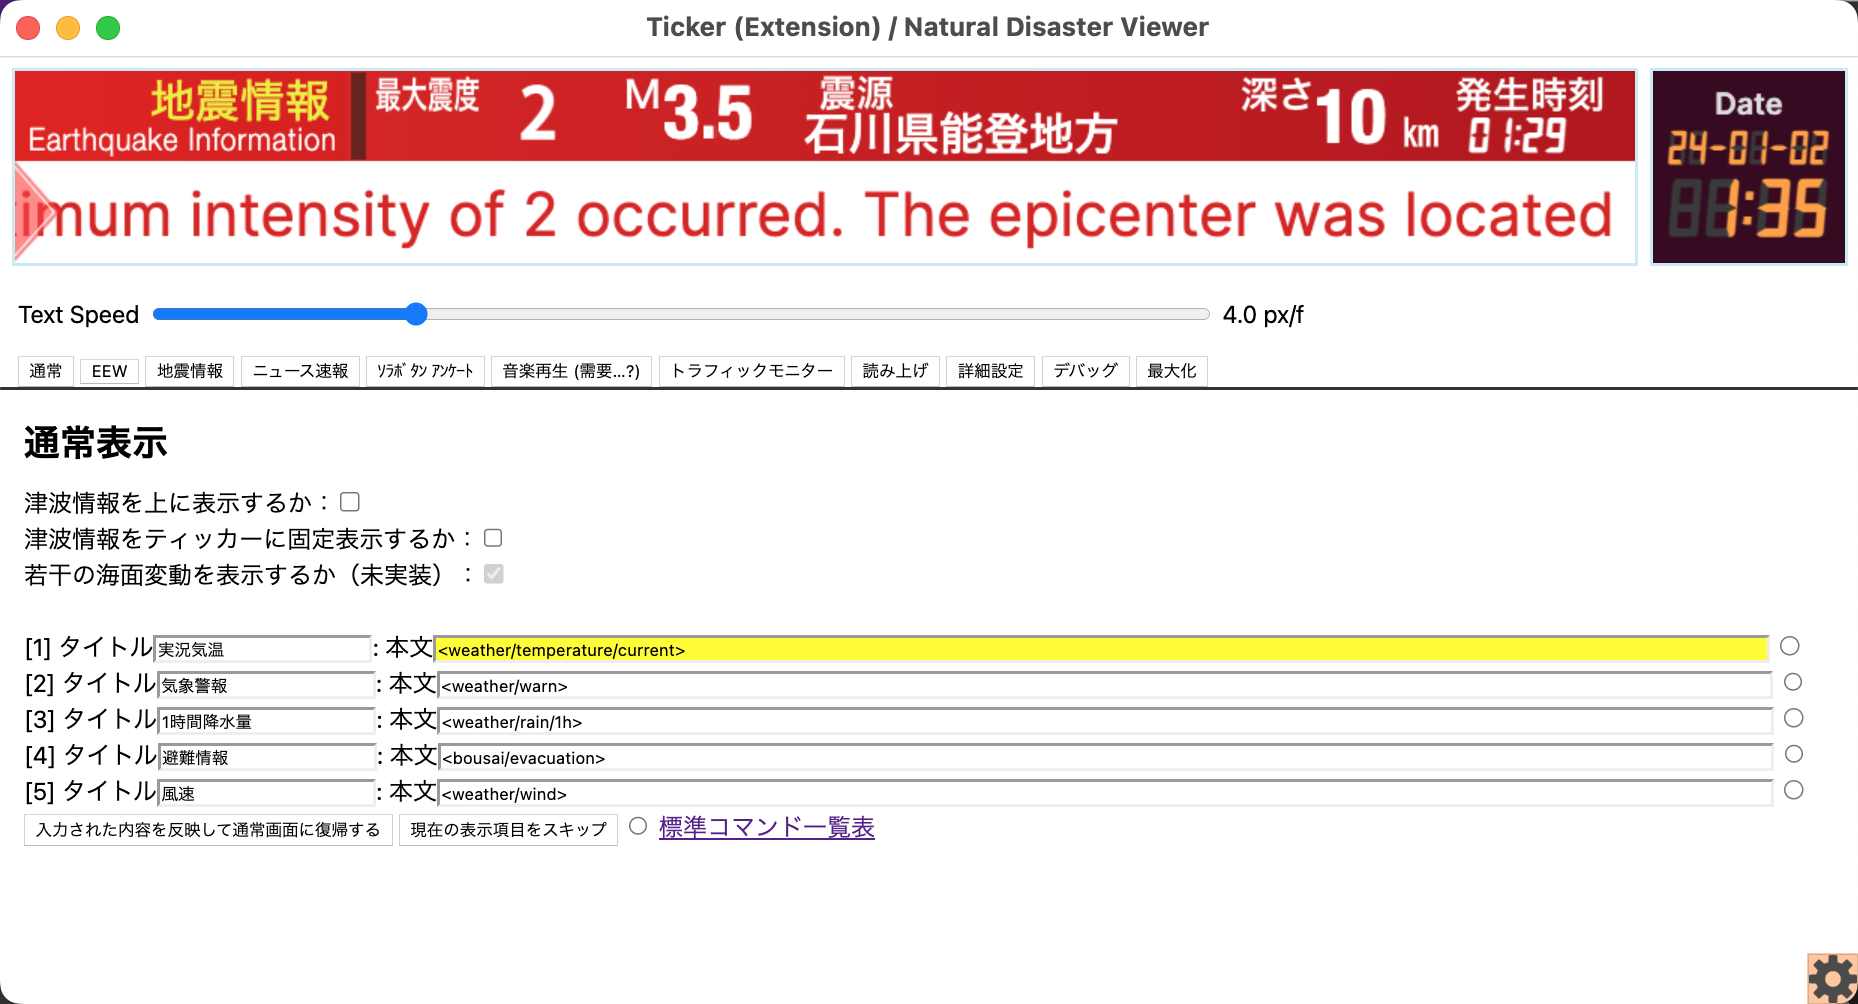 Ticker (Extension) / Natural Disaster Viewer
地震情報
Earthquake Information
最大震度 2
M3.5
震源
石川県能登地方
深さ10 km
発生時刻
01:29
imum intensity of 2 occurred. The epicenter was located
Date
24-01-02
1:35
Text Speed 4.0 px/f
通常 EEW 地震情報 ニュース速報 ｿﾗﾎﾞﾀﾝ ｱﾝｹｰﾄ 音楽再生 (需要...?) トラフィックモニター 読み上げ 詳細設定 デバッグ 最大化
通常表示
津波情報を上に表示するか：
津波情報をティッカーに固定表示するか：
若干の海面変動を表示するか（未実装）：
[1] タイトル 実況気温 : 本文 <weather/temperature/current>
[2] タイトル 気象警報 : 本文 <weather/warn>
[3] タイトル 1時間降水量 : 本文 <weather/rain/1h>
[4] タイトル 避難情報 : 本文 <bousai/evacuation>
[5] タイトル 風速 : 本文 <weather/wind>
入力された内容を反映して通常画面に復帰する 現在の表示項目をスキップ 標準コマンド一覧表